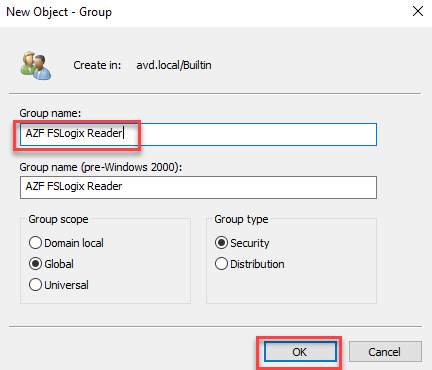 New Object - Group
Create in: avd.local/Builtin
Group name:
AZF FSLogix Reader
Group name (pre-Windows 2000):
AZF FSLogix Reader
Group scope
Domain local
Global
Universal
Group type
Security
Distribution
OK
Cancel